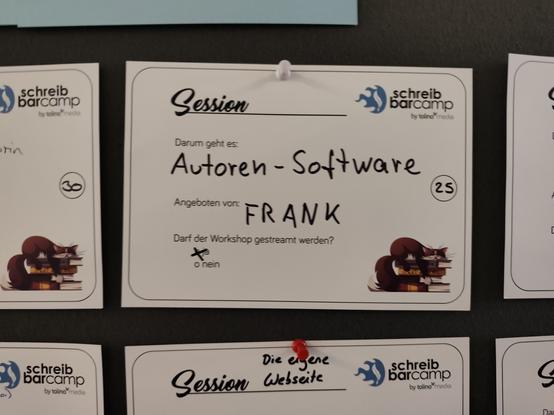 schreib
barcamp
by tolino media
30
Session
schreib
barcamp
by tolino media
Darum geht es:
Autoren-Software
25
Angeboten von: FRANK
Darf der Workshop gestreamt werden?
o nein
schreib
barcamp
by tolino media
Session
Die eigene
Webseite
schreib
barcamp
by tolino media